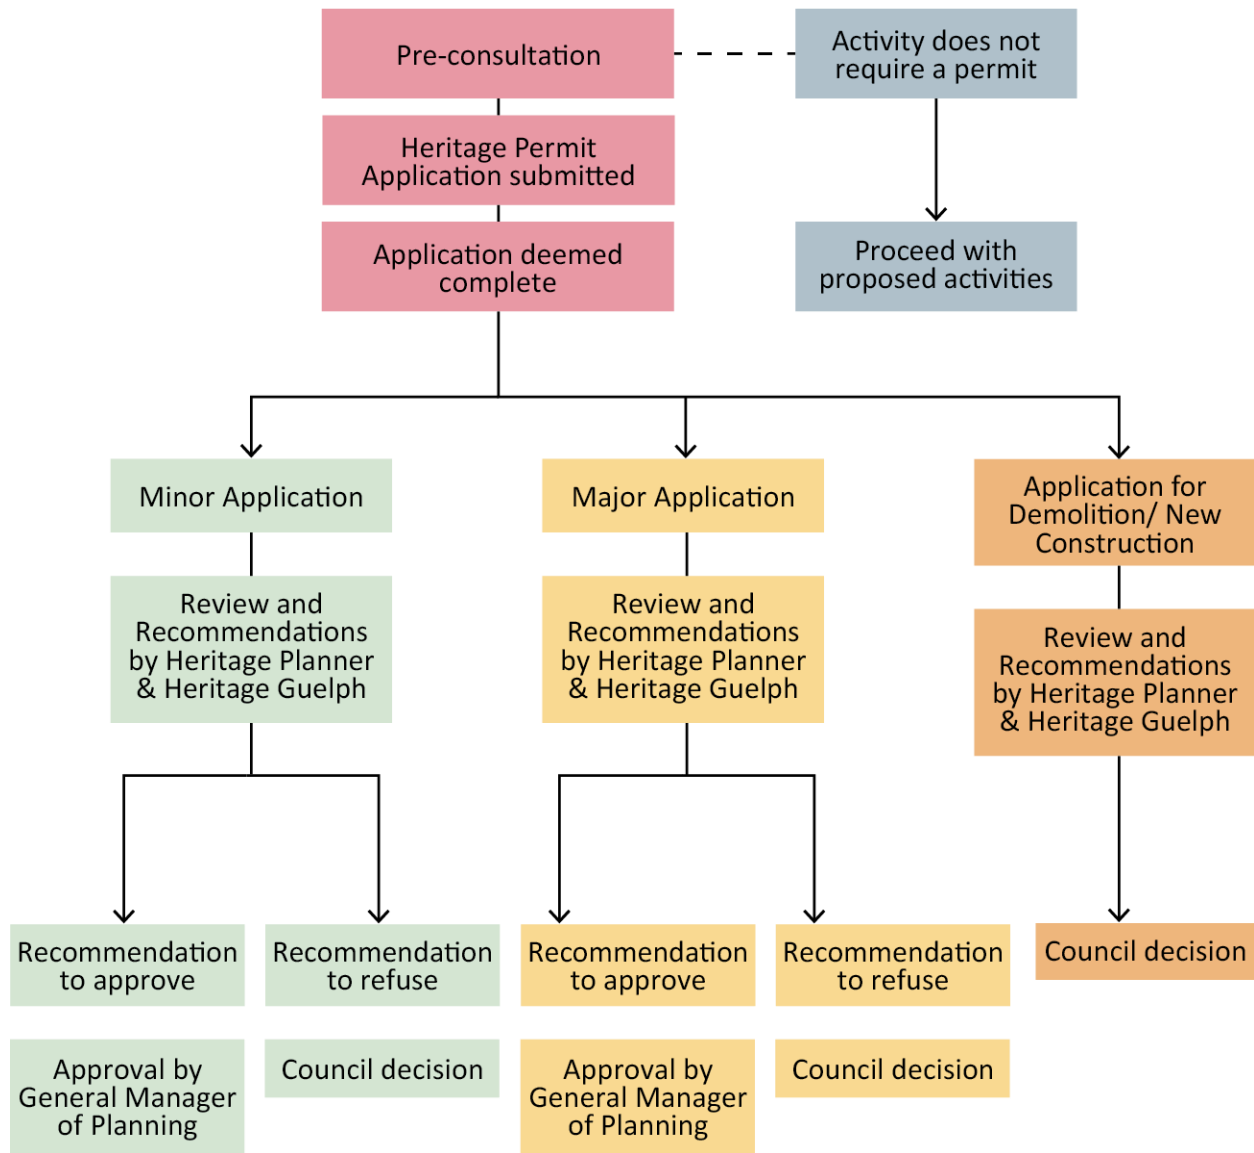 Pre-consultation
Activity does not
require a permit
Heritage Permit
Application submitted
Application deemed
complete
Proceed with
proposed activities
Minor Application
Review and
Recommendations
by Heritage Planner
& Heritage Guelph
Major Application
Review and
Recommendations
by Heritage Planner
& Heritage Guelph
Application for
Demolition/ New
Construction
Review and
Recommendations
by Heritage Planner
& Heritage Guelph
Recommendation
to approve
Recommendation
to refuse
Recommendation
to approve
Recommendation
to refuse
Council decision
Approval by
General Manager
of Planning
Council decision
Approval by
General Manager
of Planning
Council decision